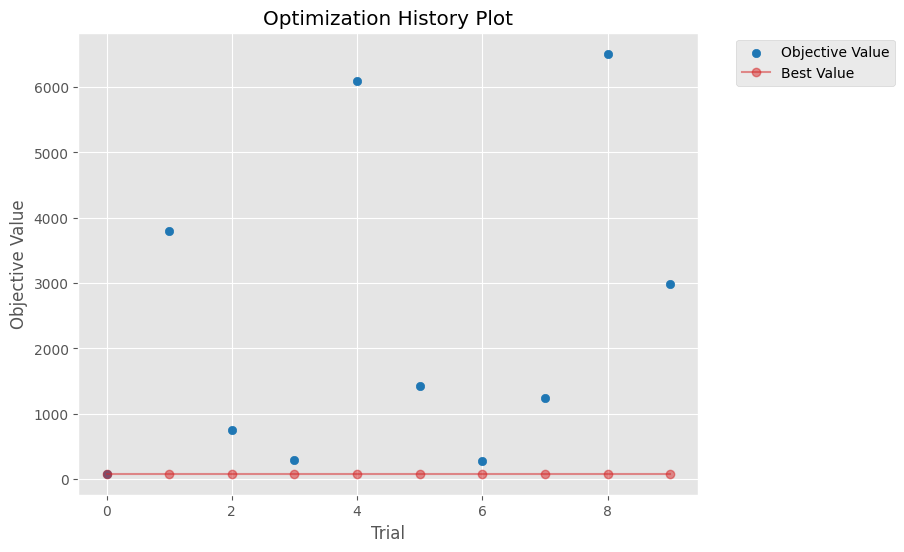 Optimization History Plot
Objective Value
Best Value
6000
5000
4000
3000
2000
1000
0
Objective Value
0
2
4
6
8
Trial